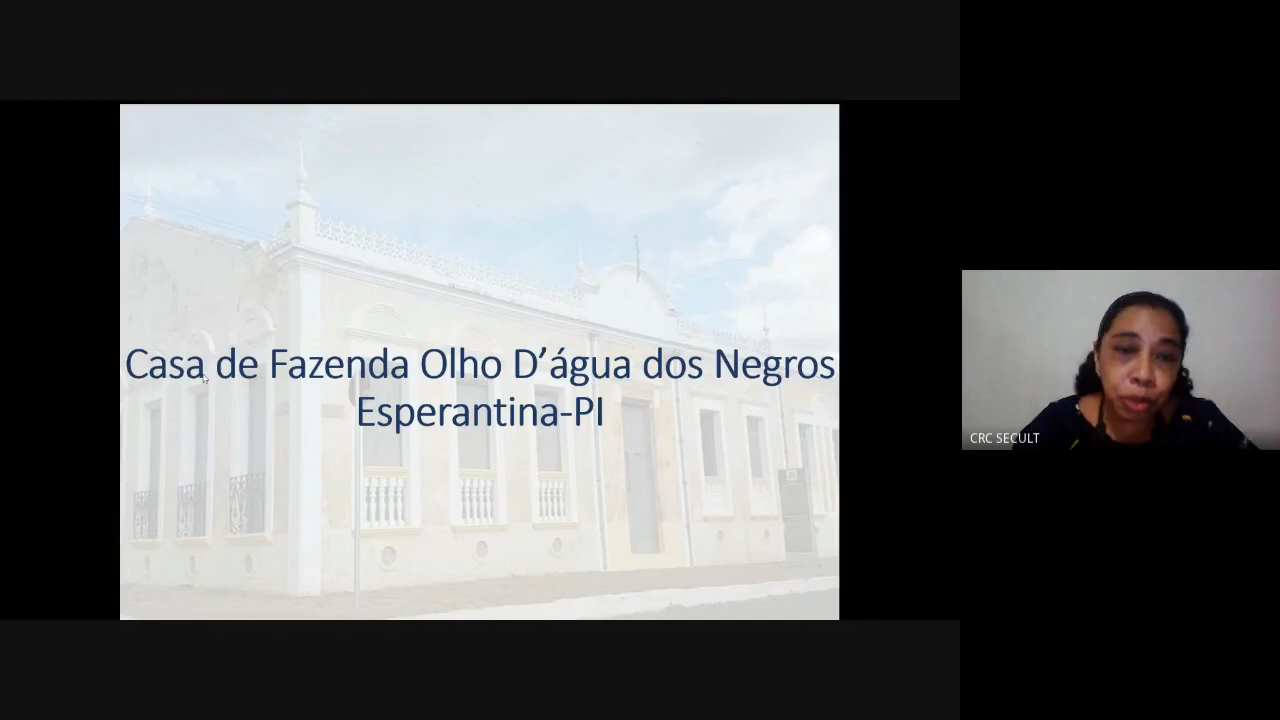 Casa de Fazenda Olho D’água dos Negros
Esperantina-PI
CRC SECULT